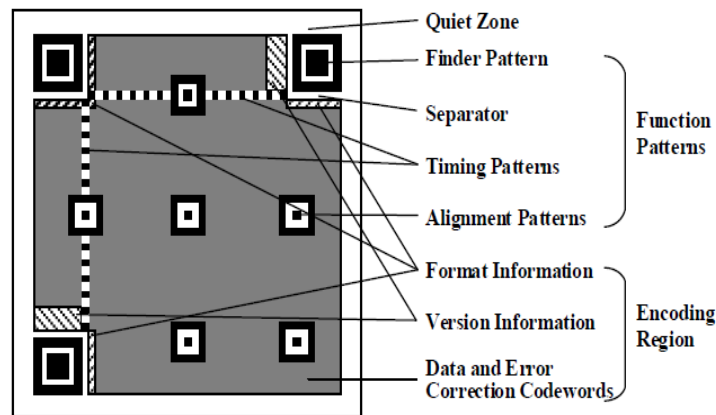 Quiet Zone
Finder Pattern
Separator
Function
Patterns
Timing Patterns
Alignment Patterns
Format Information
Version Information
Encoding
Region
Data and Error
Correction Codewords